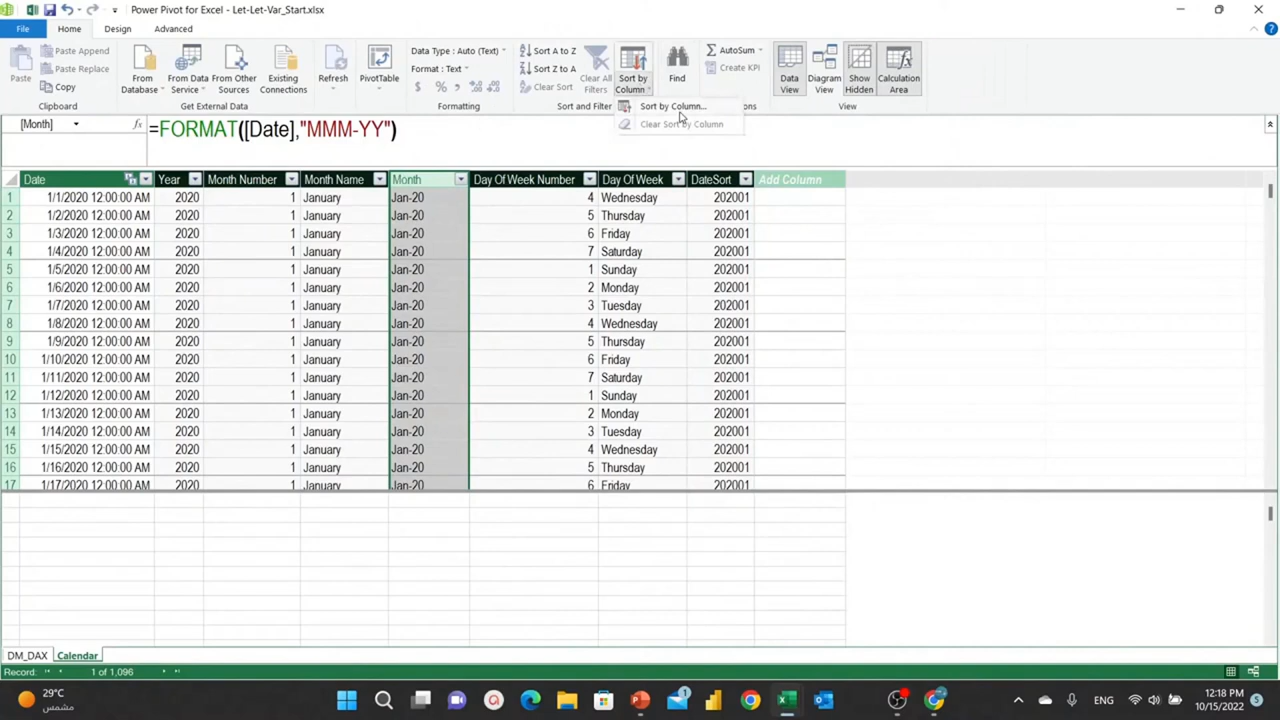 Power Pivot for Excel - Let-Let-Var_Start.xlsx
File Home Design Advanced
Paste
Paste Append
Paste Replace
Copy
Clipboard
From Database
From Data Service
From Other Sources
Existing Connections
Get External Data
Refresh
PivotTable
Data Type : Auto (Text)
Format : Text
$ % ,
Formatting
Sort A to Z
Sort Z to A
Clear Sort
Clear All Filters
Sort by Column
Sort and Filter
Find
AutoSum
Create KPI
Data View
Diagram View
Show Hidden
Calculation Area
View
Sort by Column...
Clear Sort by Column
[Month] fx =FORMAT([Date],"MMM-YY")
Date Year Month Number Month Name Month Day Of Week Number Day Of Week DateSort Add Column
1 1/1/2020 12:00:00 AM 2020 1 January Jan-20 4 Wednesday 202001
2 1/2/2020 12:00:00 AM 2020 1 January Jan-20 5 Thursday 202001
3 1/3/2020 12:00:00 AM 2020 1 January Jan-20 6 Friday 202001
4 1/4/2020 12:00:00 AM 2020 1 January Jan-20 7 Saturday 202001
5 1/5/2020 12:00:00 AM 2020 1 January Jan-20 1 Sunday 202001
6 1/6/2020 12:00:00 AM 2020 1 January Jan-20 2 Monday 202001
7 1/7/2020 12:00:00 AM 2020 1 January Jan-20 3 Tuesday 202001
8 1/8/2020 12:00:00 AM 2020 1 January Jan-20 4 Wednesday 202001
9 1/9/2020 12:00:00 AM 2020 1 January Jan-20 5 Thursday 202001
10 1/10/2020 12:00:00 AM 2020 1 January Jan-20 6 Friday 202001
11 1/11/2020 12:00:00 AM 2020 1 January Jan-20 7 Saturday 202001
12 1/12/2020 12:00:00 AM 2020 1 January Jan-20 1 Sunday 202001
13 1/13/2020 12:00:00 AM 2020 1 January Jan-20 2 Monday 202001
14 1/14/2020 12:00:00 AM 2020 1 January Jan-20 3 Tuesday 202001
15 1/15/2020 12:00:00 AM 2020 1 January Jan-20 4 Wednesday 202001
16 1/16/2020 12:00:00 AM 2020 1 January Jan-20 5 Thursday 202001
17 1/17/2020 12:00:00 AM 2020 1 January Jan-20 6 Friday 202001
DM_DAX Calendar
Record: 1 of 1,096
29°C
مشمس
ENG
12:18 PM
10/15/2022